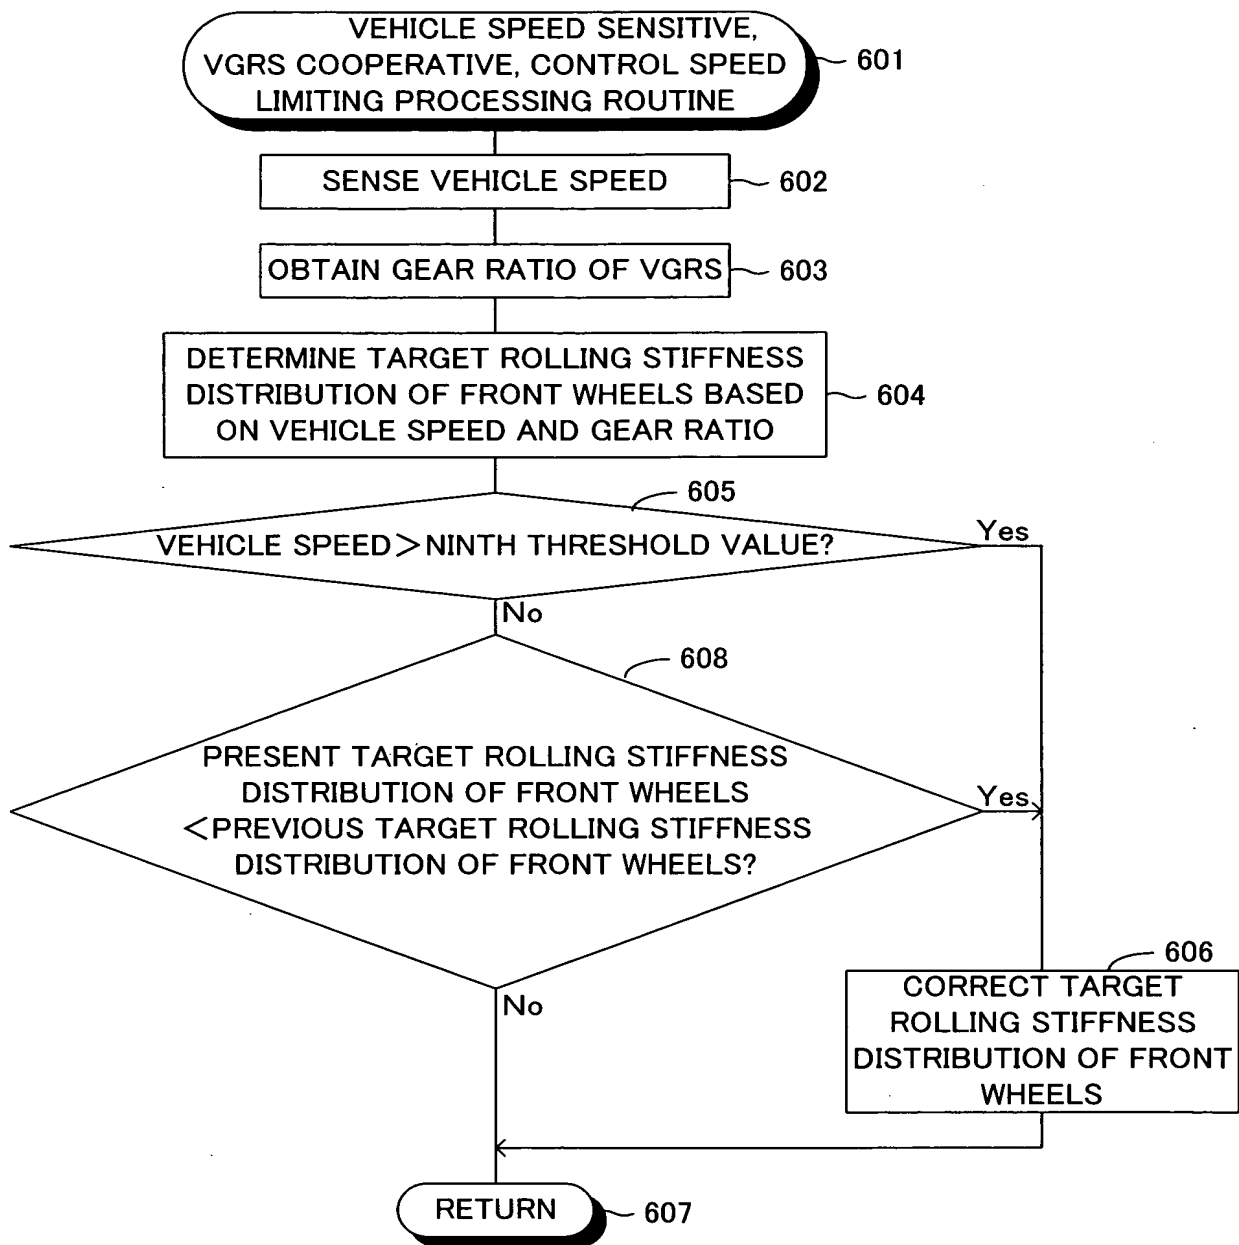 VEHICLE SPEED SENSITIVE,
VGRS COOPERATIVE, CONTROL SPEED
LIMITING PROCESSING ROUTINE
601
SENSE VEHICLE SPEED
602
OBTAIN GEAR RATIO OF VGRS
603
DETERMINE TARGET ROLLING STIFFNESS
DISTRIBUTION OF FRONT WHEELS BASED
ON VEHICLE SPEED AND GEAR RATIO
604
605
VEHICLE SPEED>NINTH THRESHOLD VALUE?
Yes
No
608
PRESENT TARGET ROLLING STIFFNESS
DISTRIBUTION OF FRONT WHEELS
<PREVIOUS TARGET ROLLING STIFFNESS
DISTRIBUTION OF FRONT WHEELS?
Yes
No
606
CORRECT TARGET
ROLLING STIFFNESS
DISTRIBUTION OF FRONT
WHEELS
RETURN
607